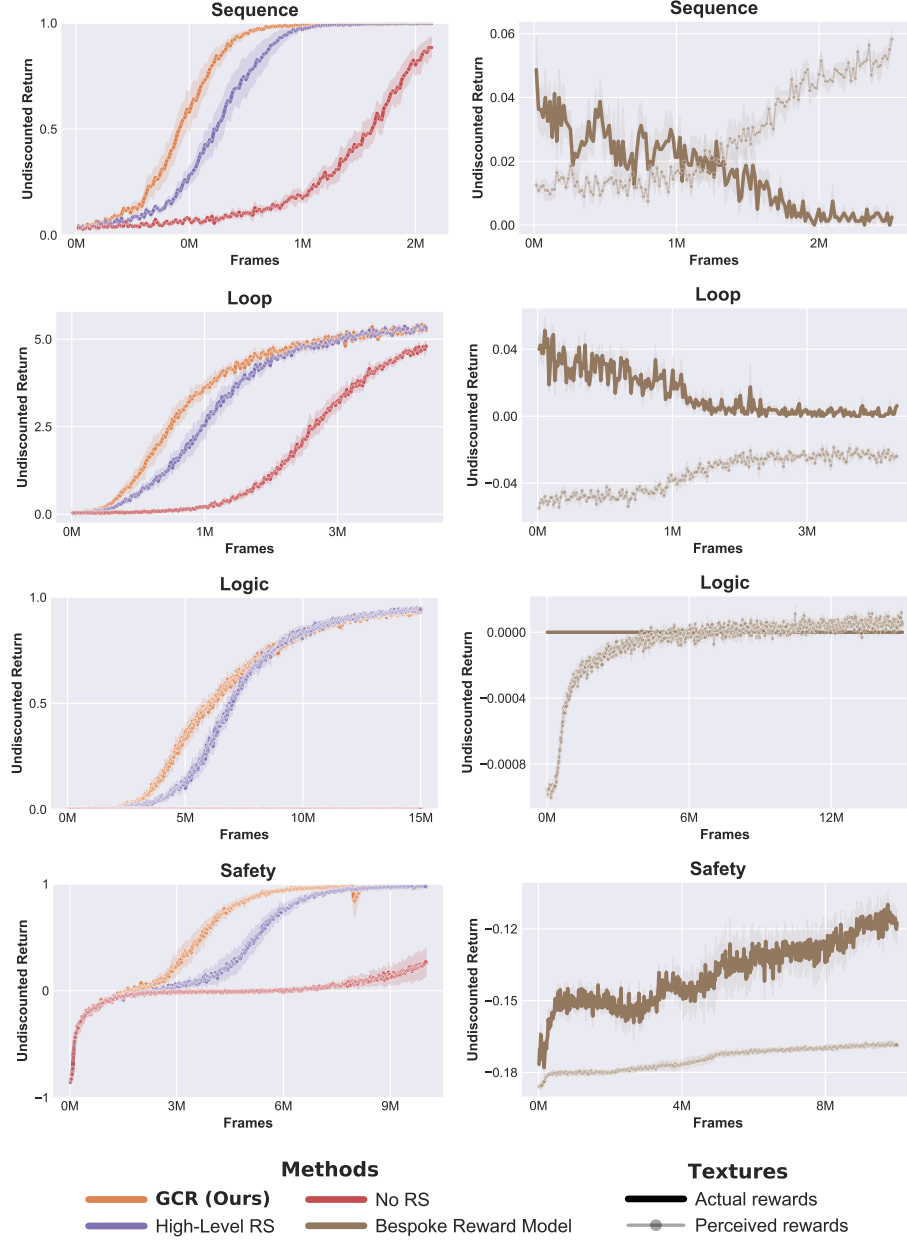 Sequence
Undiscounted Return
1.0
0.5
0.0
0M 0M 1M 2M
Frames
Sequence
Undiscounted Return
0.06
0.04
0.02
0.00
0M 1M 2M
Frames
Loop
Undiscounted Return
5.0
2.5
0.0
0M 1M 3M
Frames
Loop
Undiscounted Return
0.04
0.00
−0.04
0M 1M 3M
Frames
Logic
Undiscounted Return
1.0
0.5
0.0
0M 5M 10M 15M
Frames
Logic
Undiscounted Return
0.0000
−0.0004
−0.0008
0M 6M 12M
Frames
Safety
Undiscounted Return
1
0
−1
0M 3M 6M 9M
Frames
Safety
Undiscounted Return
−0.12
−0.15
−0.18
0M 4M 8M
Frames
Methods
GCR (Ours) No RS
High-Level RS Bespoke Reward Model
Textures
Actual rewards
Perceived rewards